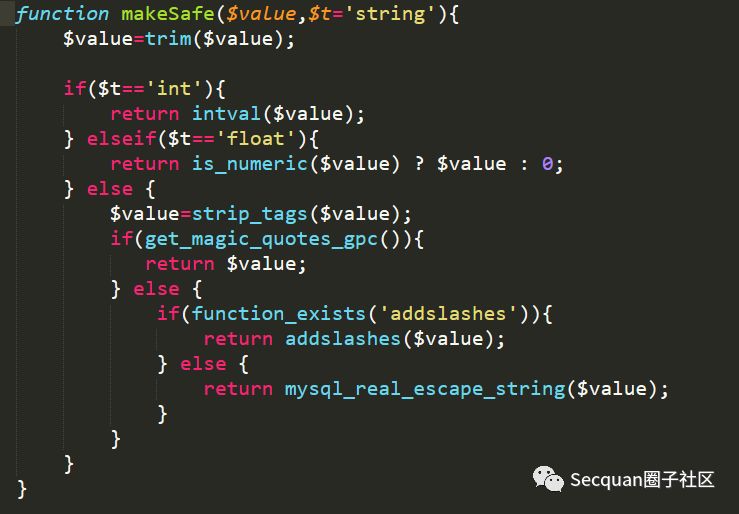 function makeSafe($value,$t='string'){
    $value=trim($value);

    if($t=='int'){
        return intval($value);
    } elseif($t=='float'){
        return is_numeric($value) ? $value : 0;
    } else {
        $value=strip_tags($value);
        if(get_magic_quotes_gpc()){
           return $value;
        } else {
            if(function_exists('addslashes')){
                return addslashes($value);
            } else {
                return mysql_real_escape_string($value);
            }
        }
    }
}
Secquan圈子社区